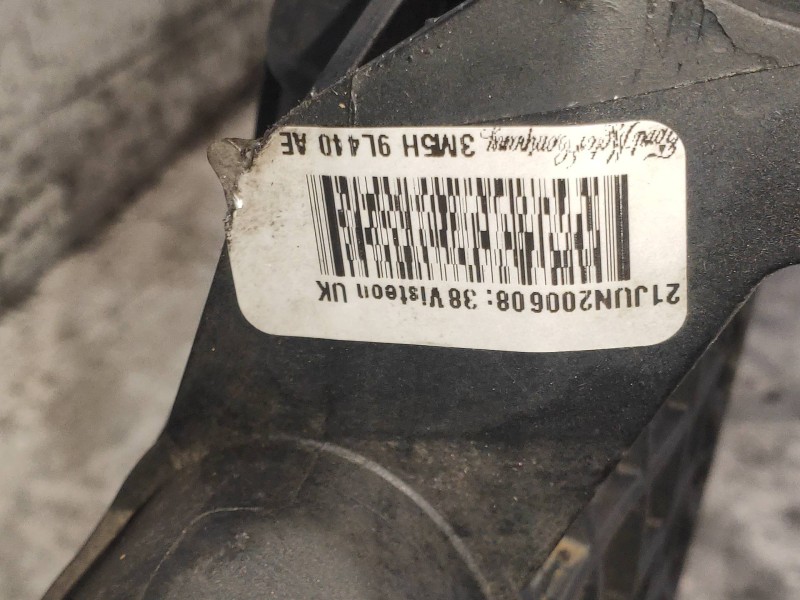 21JUN2006 08:38 Visteon UK
Ford Motor Company, 3M5H 9L440 AE